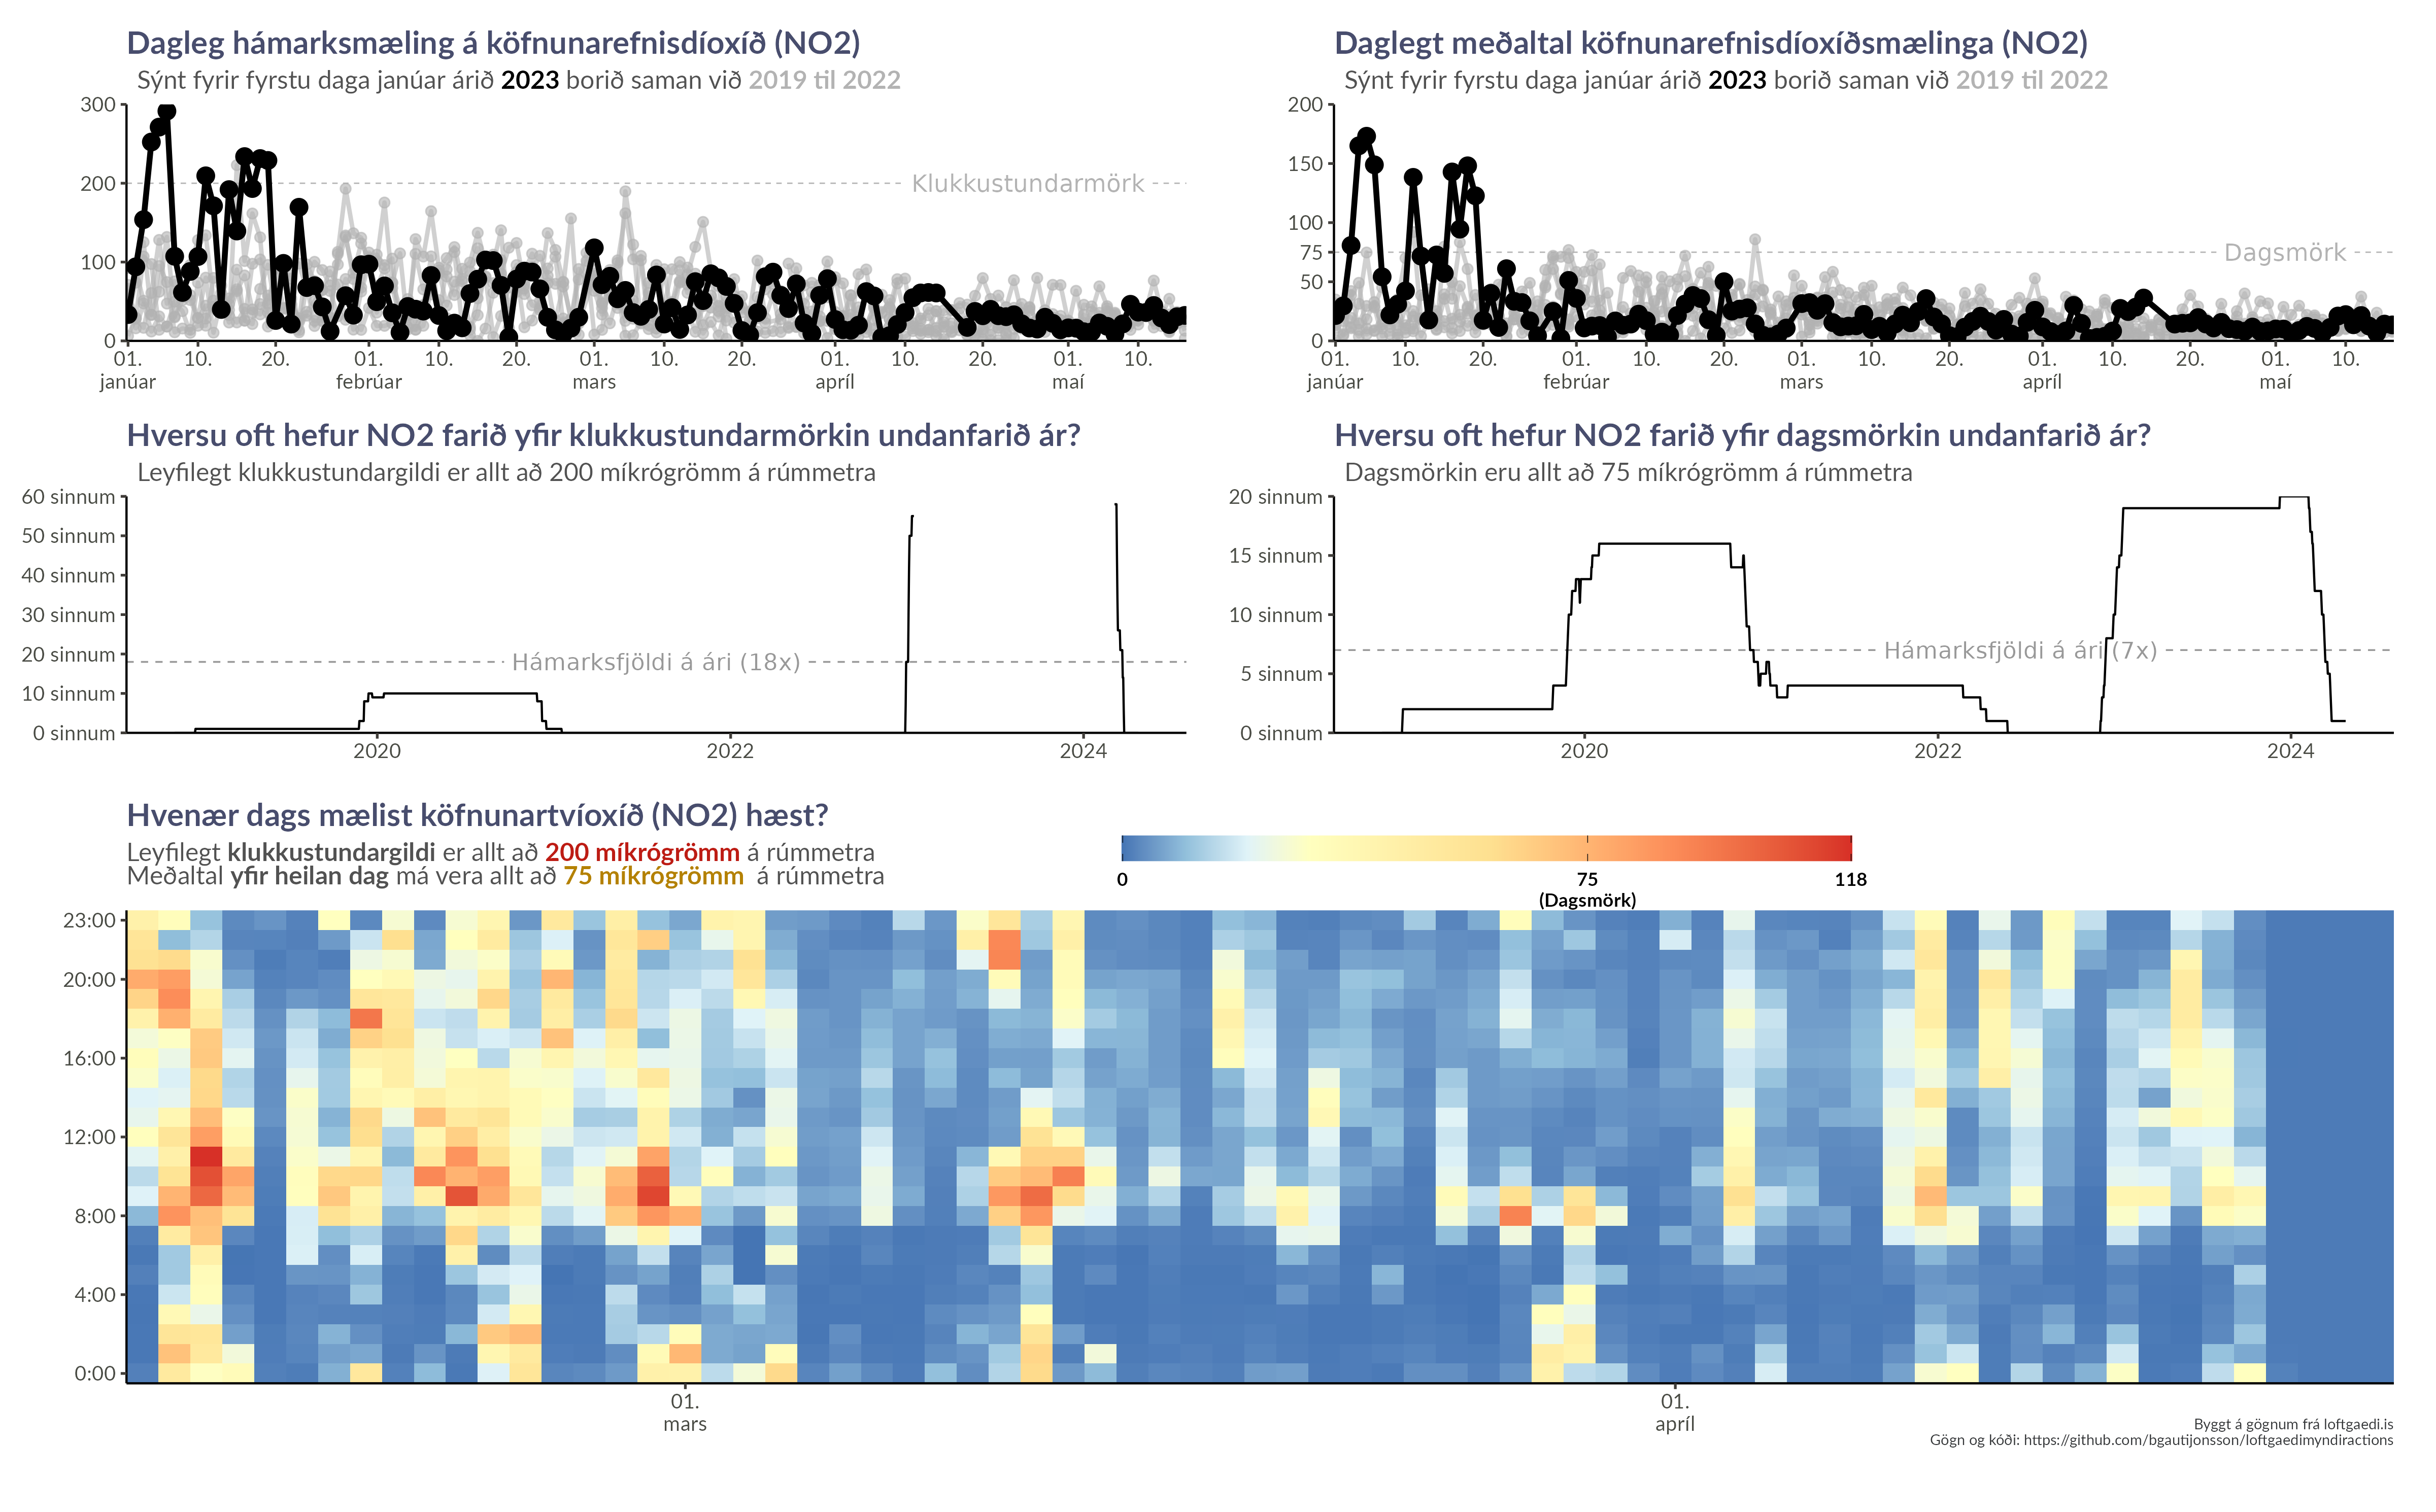 Dagleg hámarksmæling á köfnunarefnisdíoxíð (NO2)
Sýnt fyrir fyrstu daga janúar árið 2023 borið saman við 2019 til 2022
300
200
100
0
Klukkustundarmörk
01. 10. 20. 01. 10. 20. 01. 10. 20. 01. 10. 20. 01. 10.
janúar febrúar mars apríl maí
Daglegt meðaltal köfnunarefnisdíoxíðsmælinga (NO2)
Sýnt fyrir fyrstu daga janúar árið 2023 borið saman við 2019 til 2022
200
150
100
75
50
0
Dagsmörk
01. 10. 20. 01. 10. 20. 01. 10. 20. 01. 10. 20. 01. 10.
janúar febrúar mars apríl maí
Hversu oft hefur NO2 farið yfir klukkustundarmörkin undanfarið ár?
Leyfilegt klukkustundargildi er allt að 200 míkrógrömm á rúmmetra
60 sinnum
50 sinnum
40 sinnum
30 sinnum
20 sinnum
10 sinnum
0 sinnum
Hámarksfjöldi á ári (18x)
2020 2022 2024
Hversu oft hefur NO2 farið yfir dagsmörkin undanfarið ár?
Dagsmörkin eru allt að 75 míkrógrömm á rúmmetra
20 sinnum
15 sinnum
10 sinnum
5 sinnum
0 sinnum
Hámarksfjöldi á ári (7x)
2020 2022 2024
Hvenær dags mælist köfnunartvíoxíð (NO2) hæst?
Leyfilegt klukkustundargildi er allt að 200 míkrógrömm á rúmmetra
Meðaltal yfir heilan dag má vera allt að 75 míkrógrömm á rúmmetra
0 75 118
(Dagsmörk)
23:00
20:00
16:00
12:00
8:00
4:00
0:00
01. 01.
mars apríl
Byggt á gögnum frá loftgaedi.is
Gögn og kóði: https://github.com/bgautijonsson/loftgaedimyndiractions